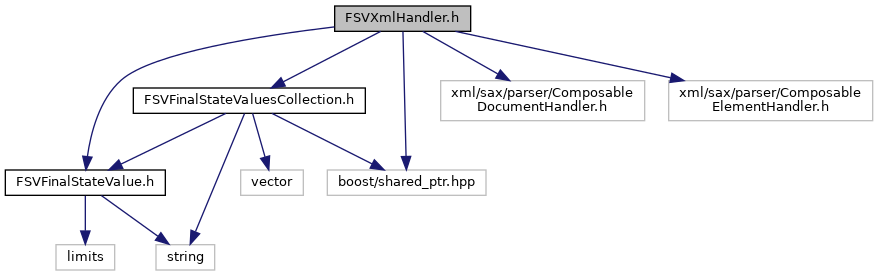 FSVXmlHandler.h
FSVFinalStateValuesCollection.h
xml/sax/parser/Composable
DocumentHandler.h
xml/sax/parser/Composable
ElementHandler.h
FSVFinalStateValue.h
vector
boost/shared_ptr.hpp
limits
string